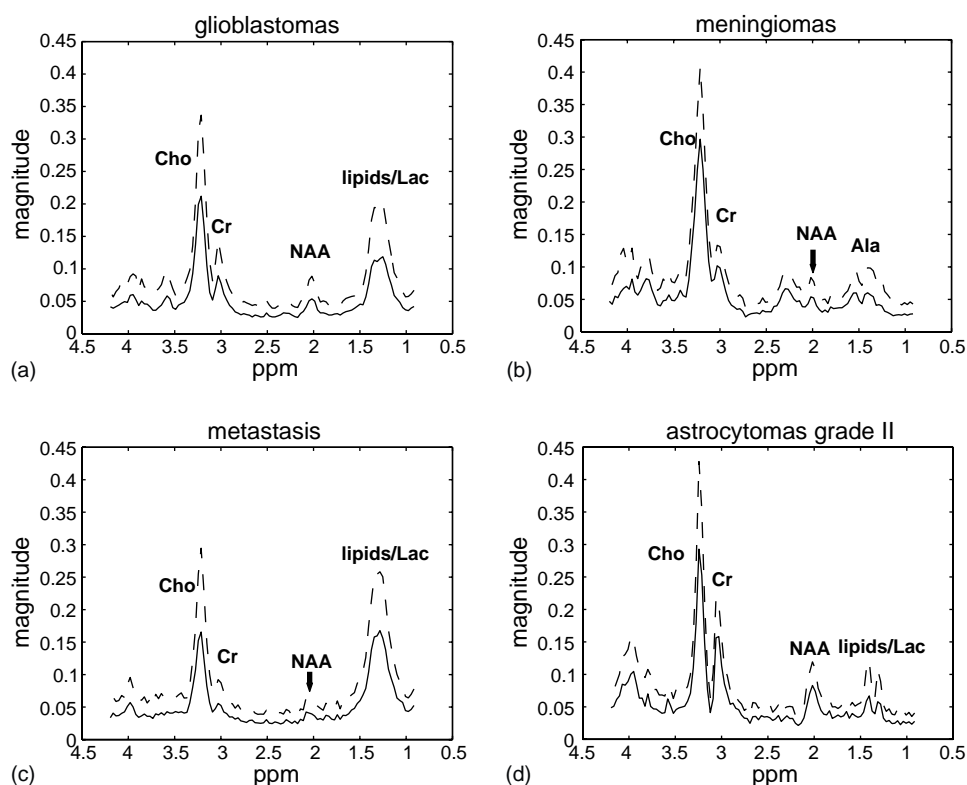 glioblastomas
0.45
0.4
0.35
0.3
0.25
0.2
0.15
0.1
0.05
0
magnitude
Cho
Cr
NAA
lipids/Lac
4.5 4 3.5 3 2.5 2 1.5 1 0.5
ppm
(a)
meningiomas
0.45
0.4
0.35
0.3
0.25
0.2
0.15
0.1
0.05
0
magnitude
Cho
Cr
NAA
Ala
4.5 4 3.5 3 2.5 2 1.5 1 0.5
ppm
(b)
metastasis
0.45
0.4
0.35
0.3
0.25
0.2
0.15
0.1
0.05
0
magnitude
Cho
Cr
NAA
lipids/Lac
4.5 4 3.5 3 2.5 2 1.5 1 0.5
ppm
(c)
astrocytomas grade II
0.45
0.4
0.35
0.3
0.25
0.2
0.15
0.1
0.05
0
magnitude
Cho
Cr
NAA
lipids/Lac
4.5 4 3.5 3 2.5 2 1.5 1 0.5
ppm
(d)